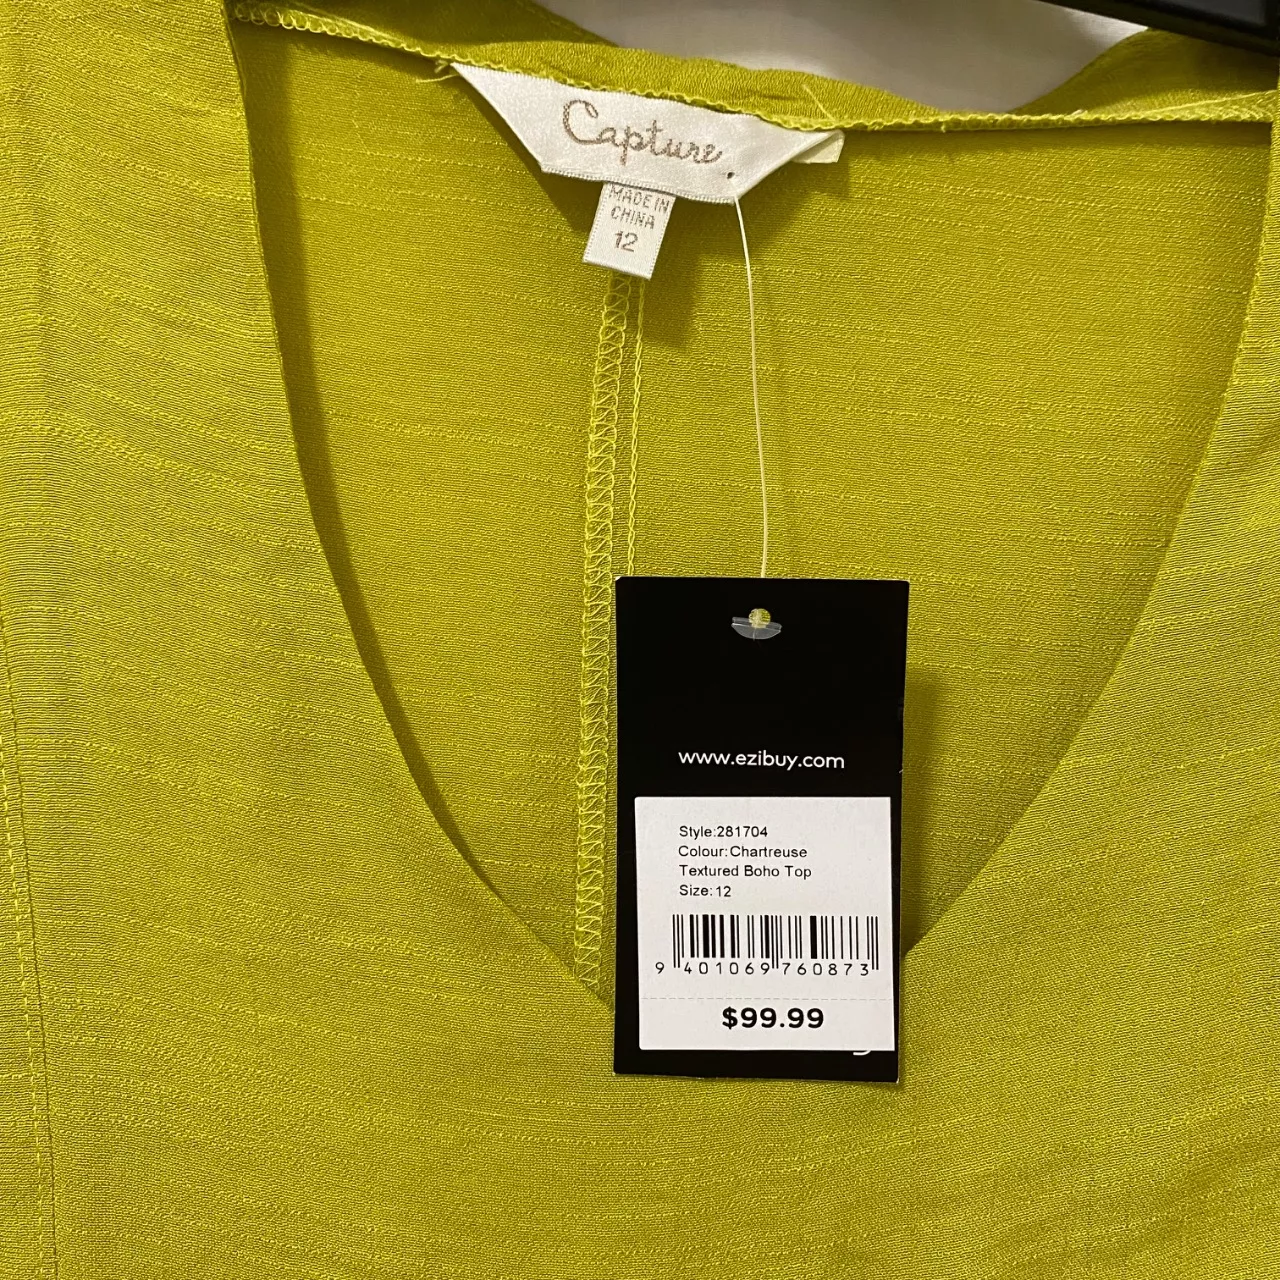 Capture.
MADE IN
CHINA
12
www.ezibuy.com
Style:281704
Colour:Chartreuse
Textured Boho Top
Size:12
9 401069 760873
$99.99